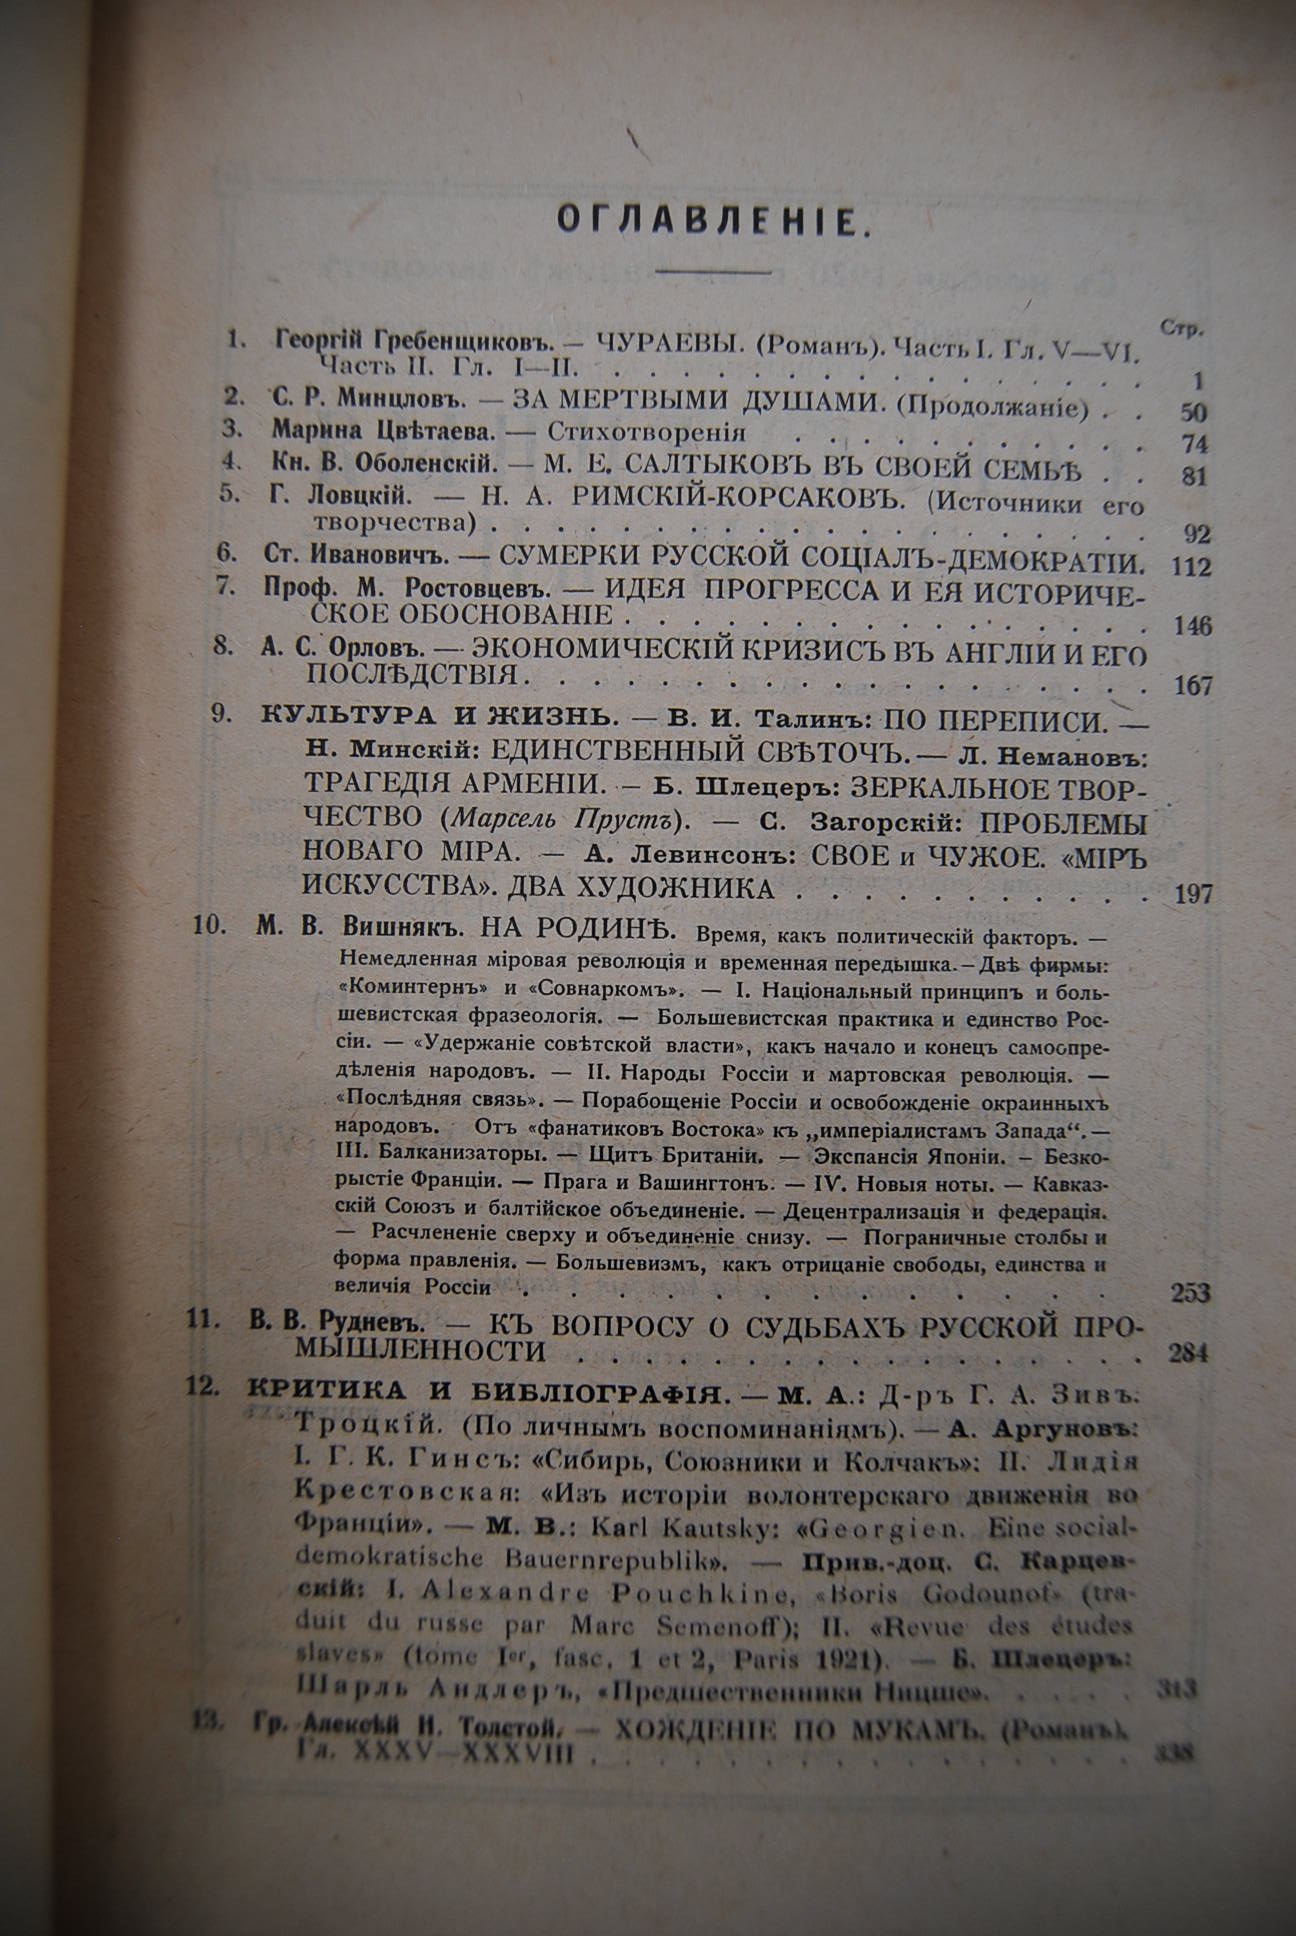 ОГЛАВЛЕНІЕ.
Стр.
1. Георгій Гребенщиковъ. — ЧУРАЕВЫ. (Романъ). Часть I. Гл. V—VI.
Часть II. Гл. I—II. . . . . . . . . . . . . . . . . 1
2. С. Р. Минцловъ. — ЗА МЕРТВЫМИ ДУШАМИ. (Продолжаніе) . . 50
3. Марина Цвѣтаева. — Стихотворенія . . . . . . . . . . . 74
4. Кн. В. Оболенскій. — М. Е. САЛТЫКОВЪ ВЪ СВОЕЙ СЕМЬѢ . . 81
5. Г. Ловцкій. — Н. А. РИМСКІЙ-КОРСАКОВЪ. (Источники его
творчества) . . . . . . . . . . . . . . . . . . . 92
6. Ст. Ивановичъ. — СУМЕРКИ РУССКОЙ СОЦІАЛЪ-ДЕМОКРАТІИ. 112
7. Проф. М. Ростовцевъ. — ИДЕЯ ПРОГРЕССА И ЕЯ ИСТОРИЧЕ-
СКОЕ ОБОСНОВАНІЕ . . . . . . . . . . . . . . . 146
8. А. С. Орловъ. — ЭКОНОМИЧЕСКІЙ КРИЗИСЪ ВЪ АНГЛІИ И ЕГО
ПОСЛѢДСТВІЯ. . . . . . . . . . . . . . . . . . . 167
9. КУЛЬТУРА И ЖИЗНЬ. — В. И. Талинъ: ПО ПЕРЕПИСИ. —
Н. Минскій: ЕДИНСТВЕННЫЙ СВѢТОЧЪ. — Л. Немановъ:
ТРАГЕДІЯ АРМЕНІИ. — Б. Шлецеръ: ЗЕРКАЛЬНОЕ ТВОР-
ЧЕСТВО (Марсель Прустъ). — С. Загорскій: ПРОБЛЕМЫ
НОВАГО МІРА. — А. Левинсонъ: СВОЕ и ЧУЖОЕ. «МІРЪ
ИСКУССТВА». ДВА ХУДОЖНИКА . . . . . . . . . . . 197
10. М. В. Вишнякъ. НА РОДИНѢ. Время, какъ политическій факторъ. —
Немедленная міровая революція и временная передышка. — Двѣ фирмы:
«Коминтернъ» и «Совнаркомъ». — I. Національный принципъ и боль-
шевистская фразеологія. — Большевистская практика и единство Рос-
сіи. — «Удержаніе совѣтской власти», какъ начало и конецъ самоопре-
дѣленія народовъ. — II. Народы Россіи и мартовская революція. —
«Послѣдняя связь». — Порабощеніе Россіи и освобожденіе окраинныхъ
народовъ. Отъ «фанатиковъ Востока» къ „имперіалистамъ Запада“. —
III. Балканизаторы. — Щитъ Британіи. — Экспансія Японіи. — Безко-
рыстіе Франціи. — Прага и Вашингтонъ. — IV. Новыя ноты. — Кавказ-
скій Союзъ и балтійское объединеніе. — Децентрализація и федерація.
— Расчлененіе сверху и объединеніе снизу. — Пограничные столбы и
форма правленія. — Большевизмъ, какъ отрицаніе свободы, единства и
величія Россіи . . . . . . . . . . . . . 253
11. В. В. Рудневъ. — КЪ ВОПРОСУ О СУДЬБАХЪ РУССКОЙ ПРО-
МЫШЛЕННОСТИ . . . . . . . . . . . . . . . . . 284
12. КРИТИКА И БИБЛІОГРАФІЯ. — М. А.: Д-ръ Г. А. Зивъ.
Троцкій. (По личнымъ воспоминаніямъ). — А. Аргуновъ:
I. Г. К. Гинсъ: «Сибирь, Союзники и Колчакъ»: II. Лидія
Крестовская: «Изъ исторіи волонтерскаго движенія во
Франціи». — М. В.: Karl Kautsky: «Georgien. Eine social-
demokratische Bauernrepublik». — Прив.-доц. С. Карцев-
скій: I. Alexandre Pouchkine, «Boris Godounof» (tra-
duit du russe par Marc Semenoff); II. «Revue des études
slaves» (tome Ier, fasc. 1 et 2, Paris 1921). — Б. Шлецеръ:
Шарль Андлеръ, «Предшественники Ницше». . . . . 313
13. Гр. Алексѣй Н. Толстой. — ХОЖДЕНІЕ ПО МУКАМЪ. (Романъ).
Гл. XXXV—XXXVIII . . . . . . . . . . . . . . . 338